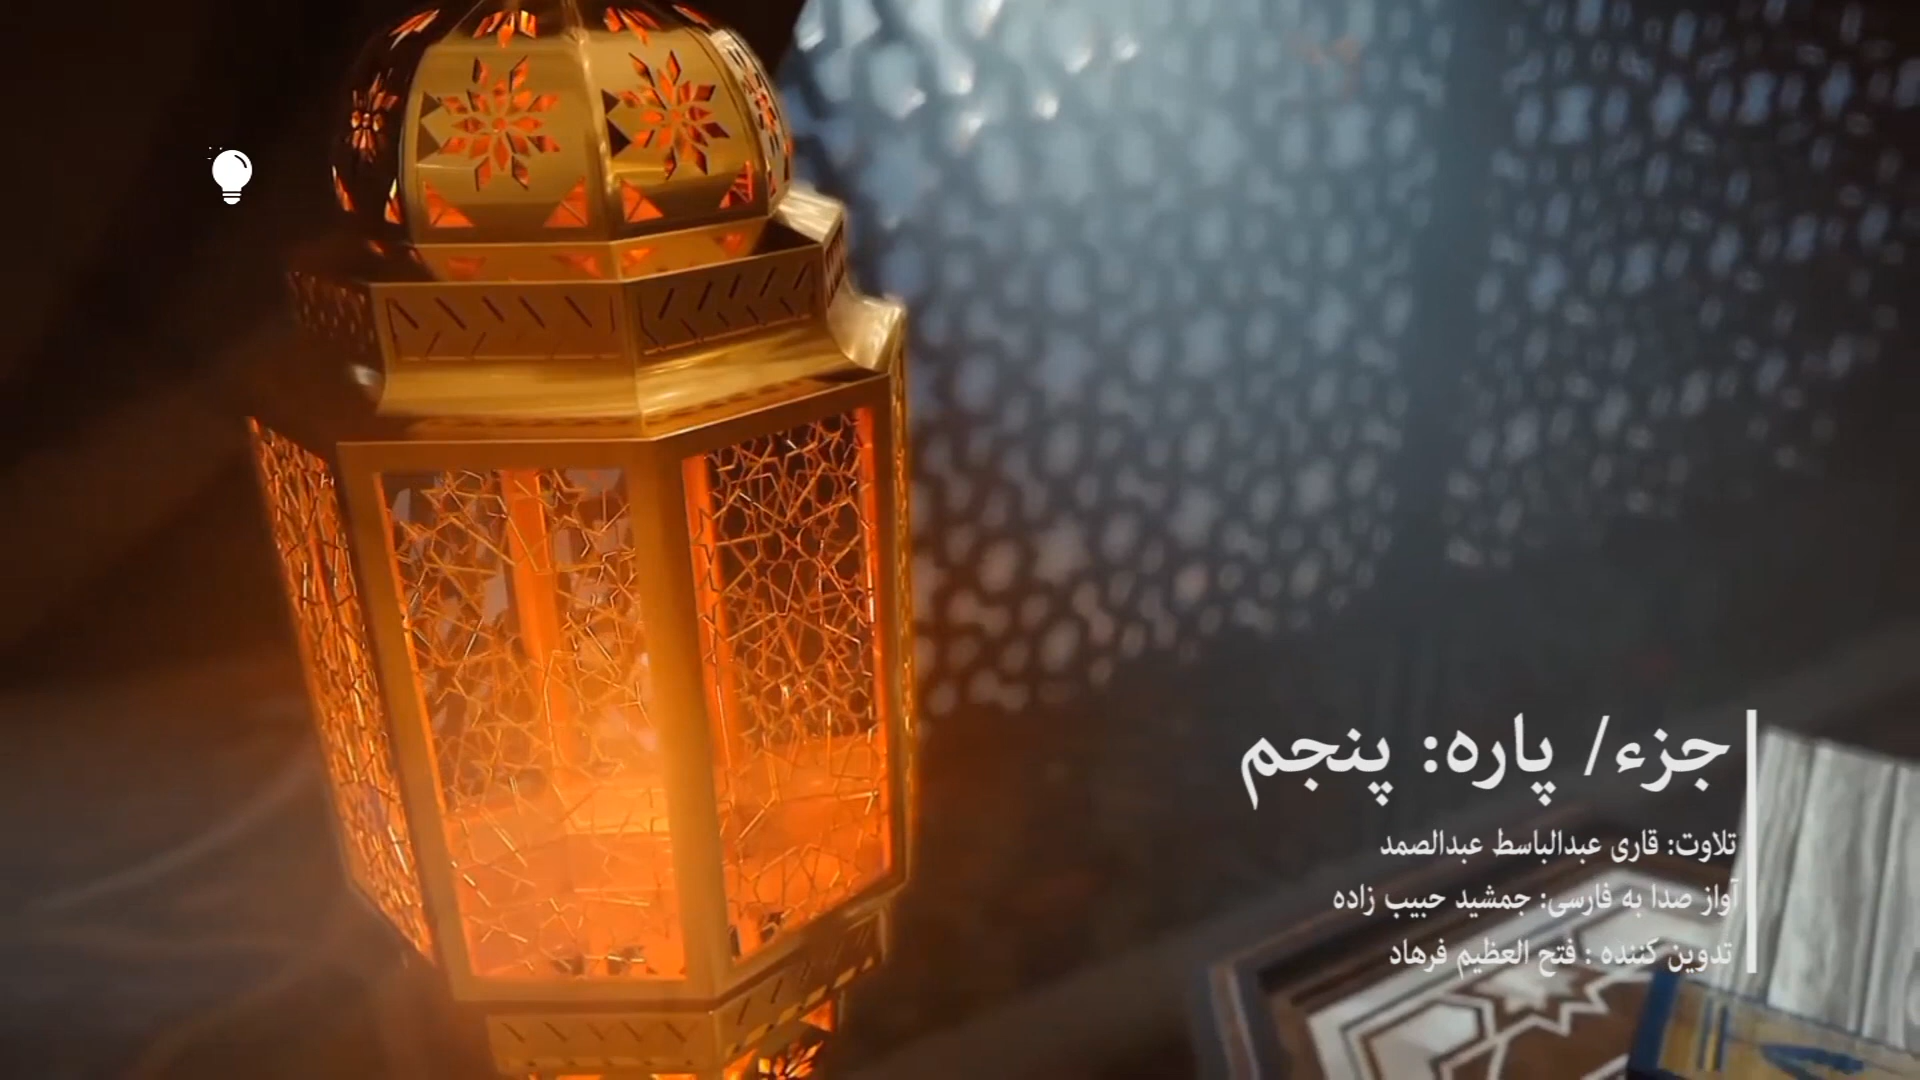 جزء/ پاره: پنجم
تلاوت: قاری عبدالباسط عبدالصمد
آواز صدا به فارسی: جمشید حبیب زاده
تدوین کننده : فتح العظیم فرهاد